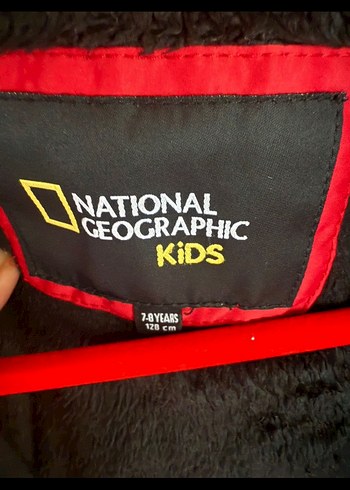 NATIONAL
GEOGRAPHIC
KiDS
7-8 YEARS
128 cm